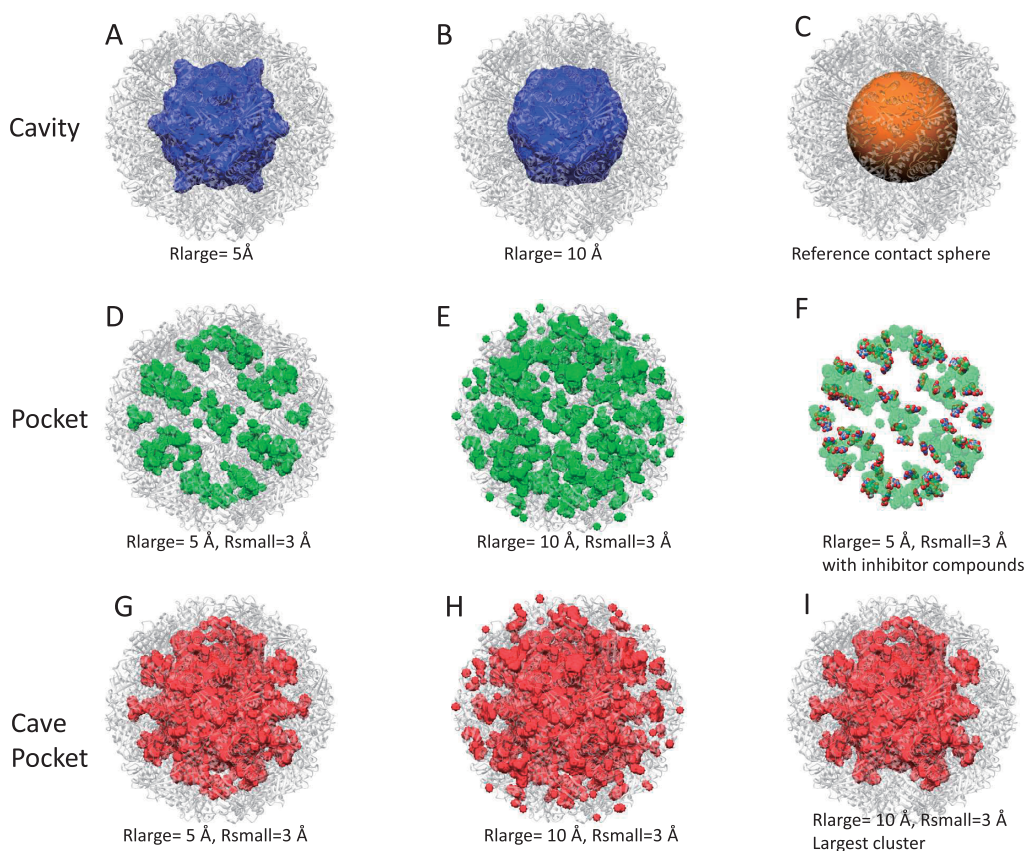 A
B
C
Cavity
Rlarge= 5Å
Rlarge= 10 Å
Reference contact sphere
D
E
F
Pocket
Rlarge= 5 Å, Rsmall=3 Å
Rlarge= 10 Å, Rsmall=3 Å
Rlarge= 5 Å, Rsmall=3 Å
with inhibitor compounds
G
H
I
Cave
Pocket
Rlarge= 5 Å, Rsmall=3 Å
Rlarge= 10 Å, Rsmall=3 Å
Rlarge= 10 Å, Rsmall=3 Å
Largest cluster